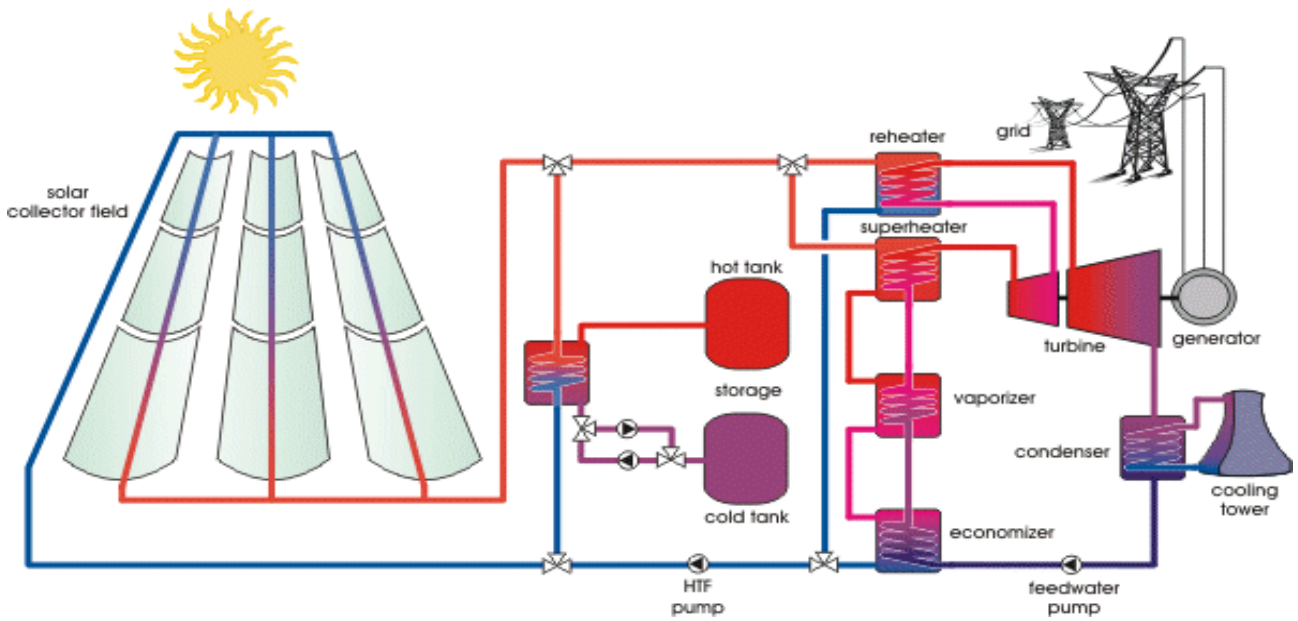 grid
reheater
solar
collector field
superheater
hot tank
turbine
generator
storage
vaporizer
condenser
cooling
tower
cold tank
economizer
HTF
pump
feedwater
pump